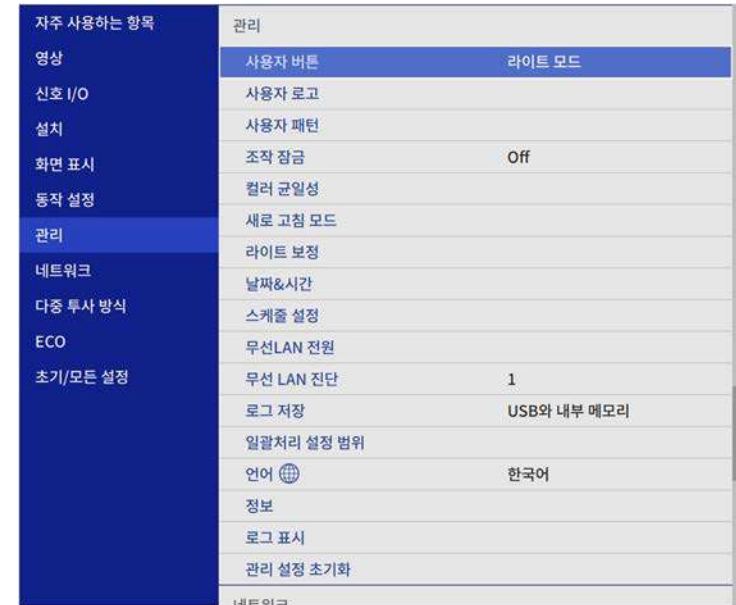 자주 사용하는 항목
영상
신호 I/O
설치
화면 표시
동작 설정
관리
네트워크
다중 투사 방식
ECO
초기/모든 설정
관리
사용자 버튼 라이트 모드
사용자 로고
사용자 패턴
조작 잠금 Off
컬러 균일성
새로 고침 모드
라이트 보정
날짜&시간
스케줄 설정
무선LAN 전원
무선 LAN 진단 1
로그 저장 USB와 내부 메모리
일괄처리 설정 범위
언어 한국어
정보
로그 표시
관리 설정 초기화
네트워크